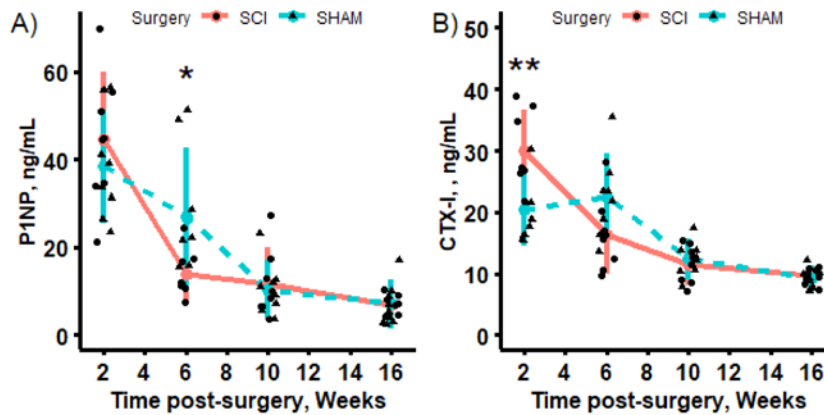 A)
Surgery SCI SHAM
P1NP, ng/mL
60
40
20
0
*
2 4 6 8 10 12 14 16
Time post-surgery, Weeks
B)
Surgery SCI SHAM
CTX-I, , ng/mL
50
40
30
20
10
0
**
2 4 6 8 10 12 14 16
Time post-surgery, Weeks